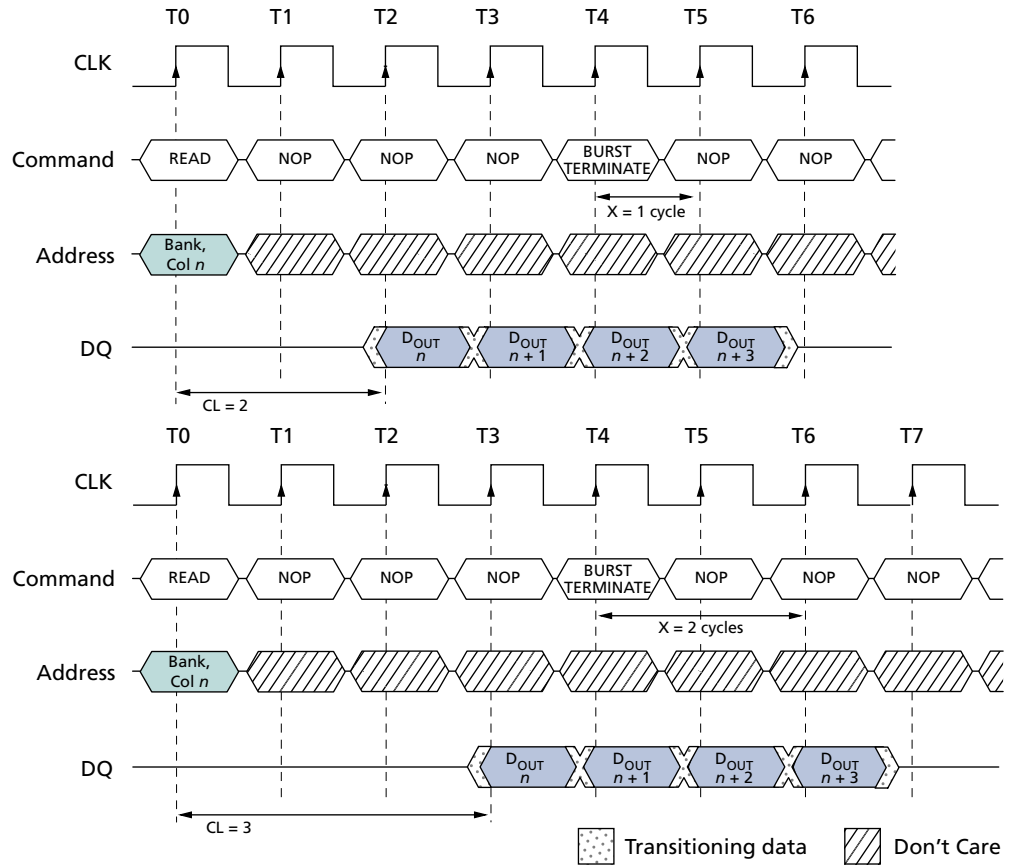 T0 T1 T2 T3 T4 T5 T6
CLK
Command READ NOP NOP NOP BURST TERMINATE NOP NOP
X = 1 cycle
Address Bank, Col n
DQ DOUT n DOUT n + 1 DOUT n + 2 DOUT n + 3
CL = 2
T0 T1 T2 T3 T4 T5 T6 T7
CLK
Command READ NOP NOP NOP BURST TERMINATE NOP NOP NOP
X = 2 cycles
Address Bank, Col n
DQ DOUT n DOUT n + 1 DOUT n + 2 DOUT n + 3
CL = 3
Transitioning data Don't Care